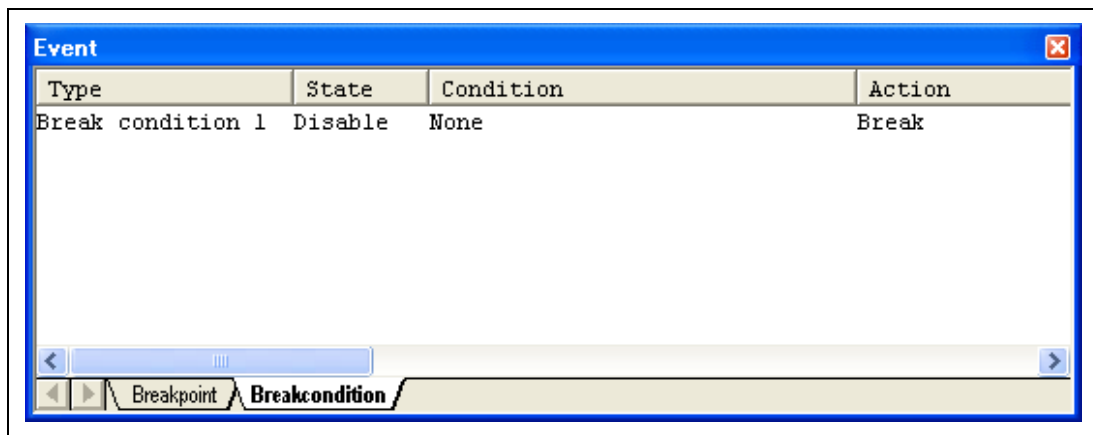 Event
Type State Condition Action
Break condition 1 Disable None Break
Breakpoint Breakcondition